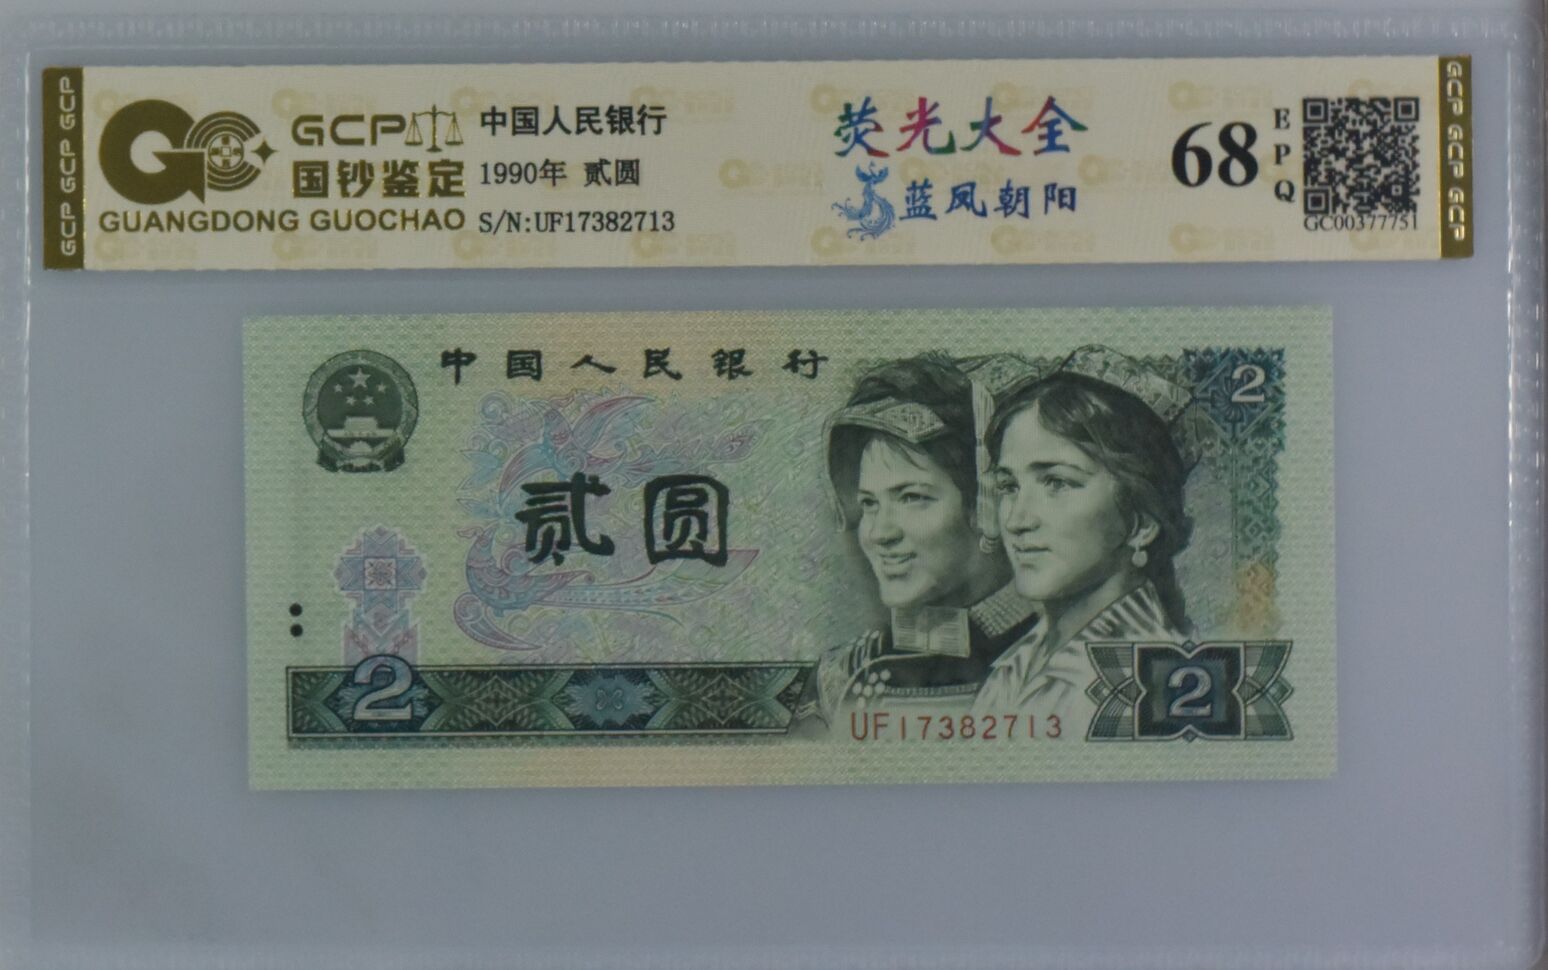 GCP GCP GCP
GCP
国钞鉴定
GUANGDONG GUOCHAO
中国人民银行
1990年 贰圆
S/N:UF17382713
荧光大全
蓝凤朝阳
68
EPQ
GC00377751
GCP GCP GCP
中国人民银行
2
贰圆
2
2
UF17382713